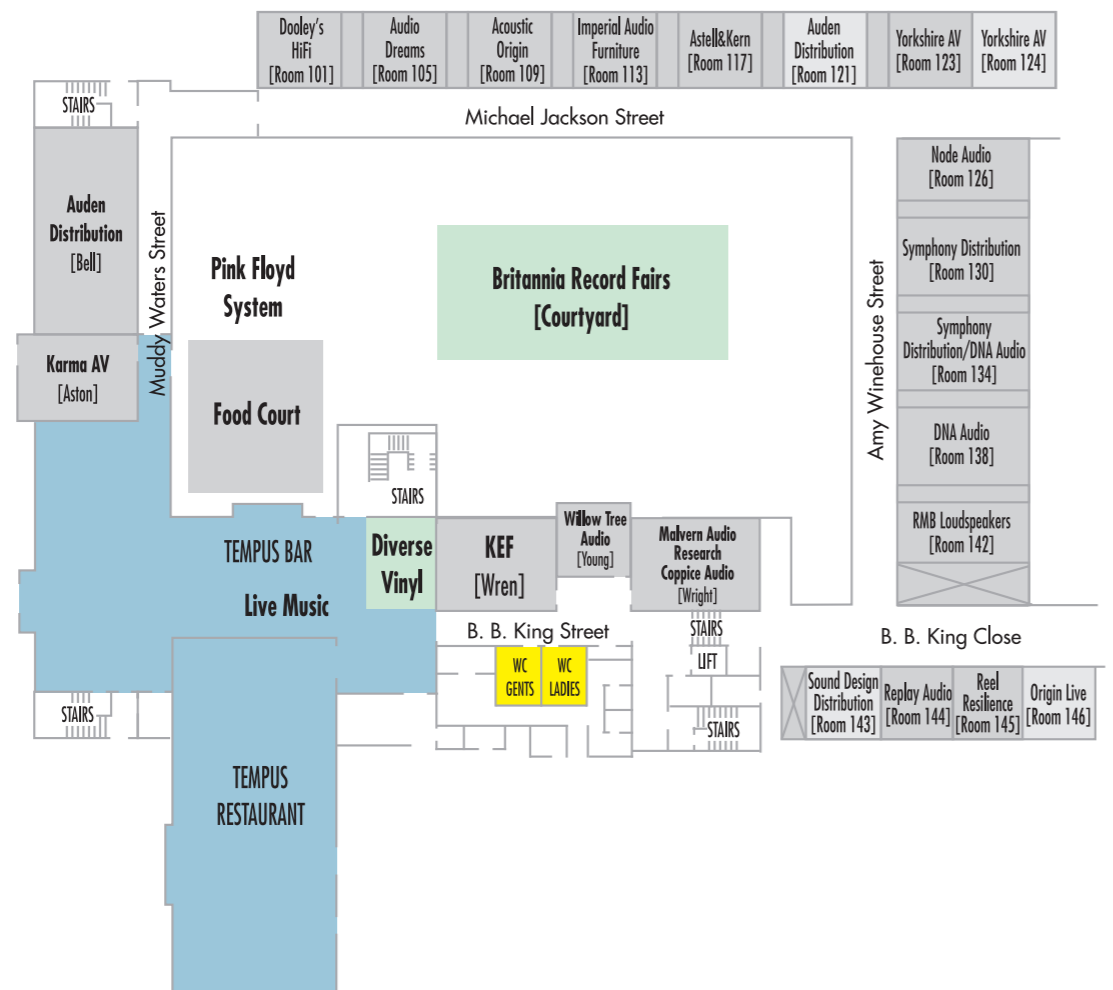 Dooley's
HiFi
[Room 101]
Audio
Dreams
[Room 105]
Acoustic
Origin
[Room 109]
Imperial Audio
Furniture
[Room 113]
Astell&Kern
[Room 117]
Auden
Distribution
[Room 121]
Yorkshire AV
[Room 123]
Yorkshire AV
[Room 124]
STAIRS
Michael Jackson Street
Auden
Distribution
[Bell]
Muddy Waters Street
Pink Floyd
System
Britannia Record Fairs
[Courtyard]
Amy Winehouse Street
Node Audio
[Room 126]
Symphony Distribution
[Room 130]
Symphony
Distribution/DNA Audio
[Room 134]
DNA Audio
[Room 138]
RMB Loudspeakers
[Room 142]
Karma AV
[Aston]
Food Court
STAIRS
TEMPUS BAR
Live Music
Diverse
Vinyl
KEF
[Wren]
Willow Tree
Audio
[Young]
Malvern Audio
Research
Coppice Audio
[Wright]
B. B. King Street
STAIRS
LIFT
B. B. King Close
WC
GENTS
WC
LADIES
STAIRS
STAIRS
Sound Design
Distribution
[Room 143]
Replay Audio
[Room 144]
Reel
Resilience
[Room 145]
Origin Live
[Room 146]
TEMPUS
RESTAURANT